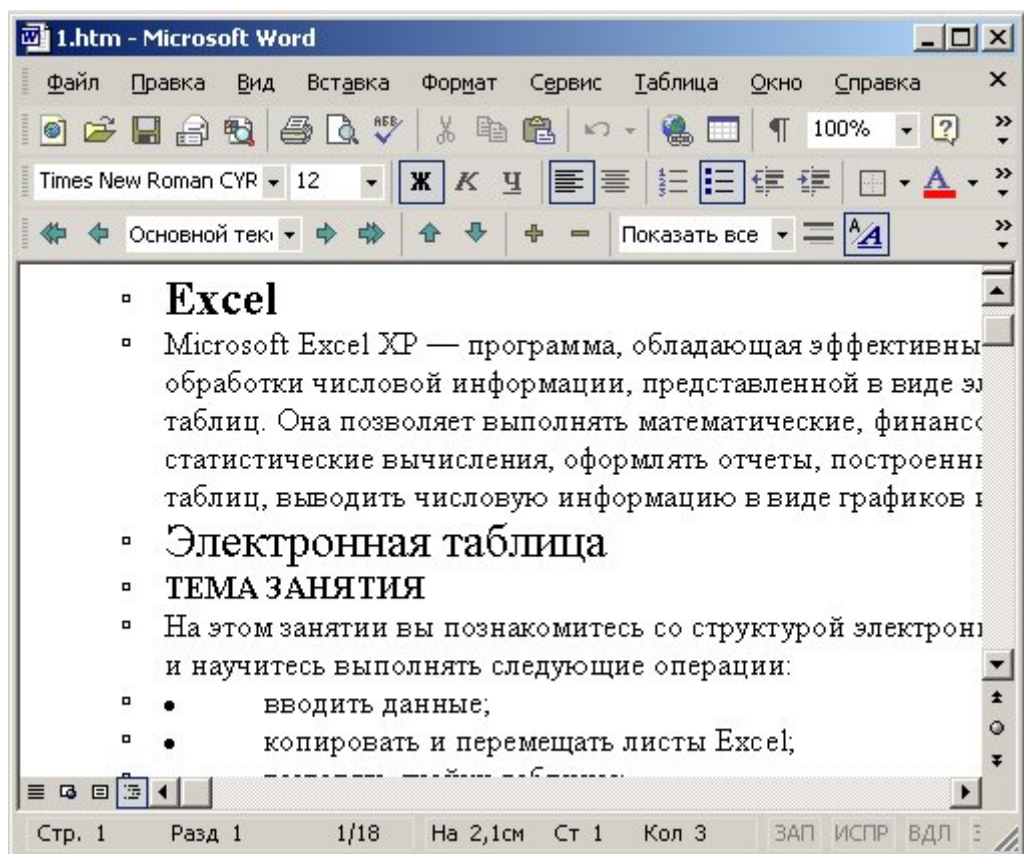 1.htm - Microsoft Word
Файл Правка Вид Вставка Формат Сервис Таблица Окно Справка
100%
Times New Roman CYR 12 Ж К Ч
Основной тек Показать все
Excel
Microsoft Excel XP — программа, обладающая эффективны
обработки числовой информации, представленной в виде эл
таблиц. Она позволяет выполнять математические, финансо
статистические вычисления, оформлять отчеты, построенны
таблиц, выводить числовую информацию в виде графиков
Электронная таблица
ТЕМА ЗАНЯТИЯ
На этом занятии вы познакомитесь со структурой электрон
и научитесь выполнять следующие операции:
• вводить данные;
• копировать и перемещать листы Excel;
Стр. 1 Разд 1 1/18 На 2,1см Ст 1 Кол 3 ЗАП ИСПР ВДЛ